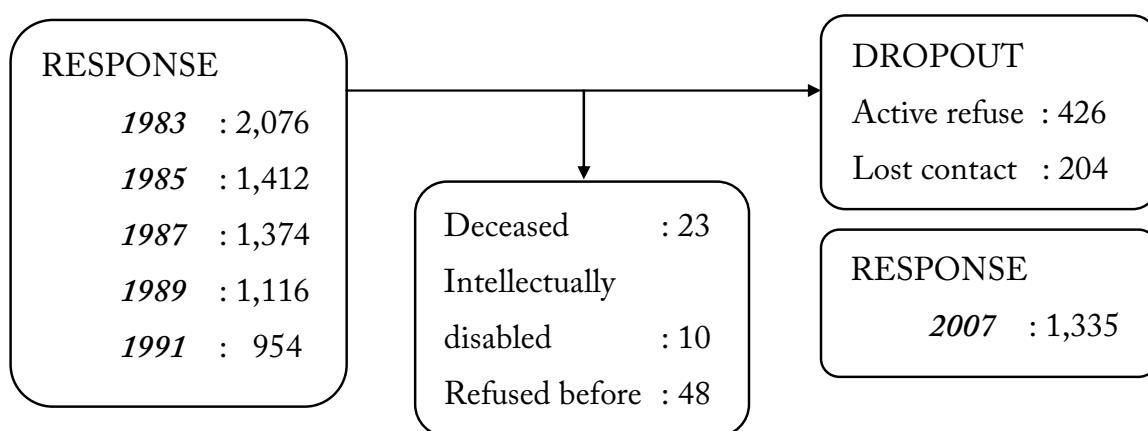 RESPONSE
1983 : 2,076
1985 : 1,412
1987 : 1,374
1989 : 1,116
1991 : 954
Deceased : 23
Intellectually
disabled : 10
Refused before : 48
DROPOUT
Active refuse : 426
Lost contact : 204
RESPONSE
2007 : 1,335